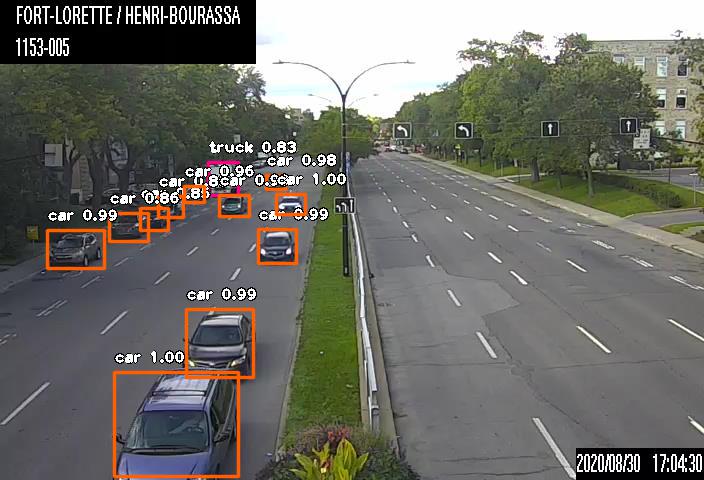 FORT-LORETTE / HENRI-BOURASSA
1153-005
truck 0.83
car 0.98
car 0.96
car 1.00
car 0.86
car 0.99
car 0.99
car 0.99
car 1.00
2020/08/30 17:04:30